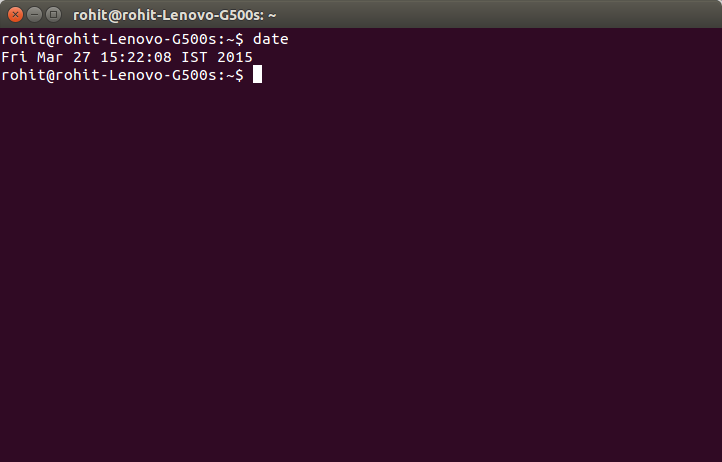 rohit@rohit-Lenovo-G500s: ~
rohit@rohit-Lenovo-G500s:~$ date
Fri Mar 27 15:22:08 IST 2015
rohit@rohit-Lenovo-G500s:~$